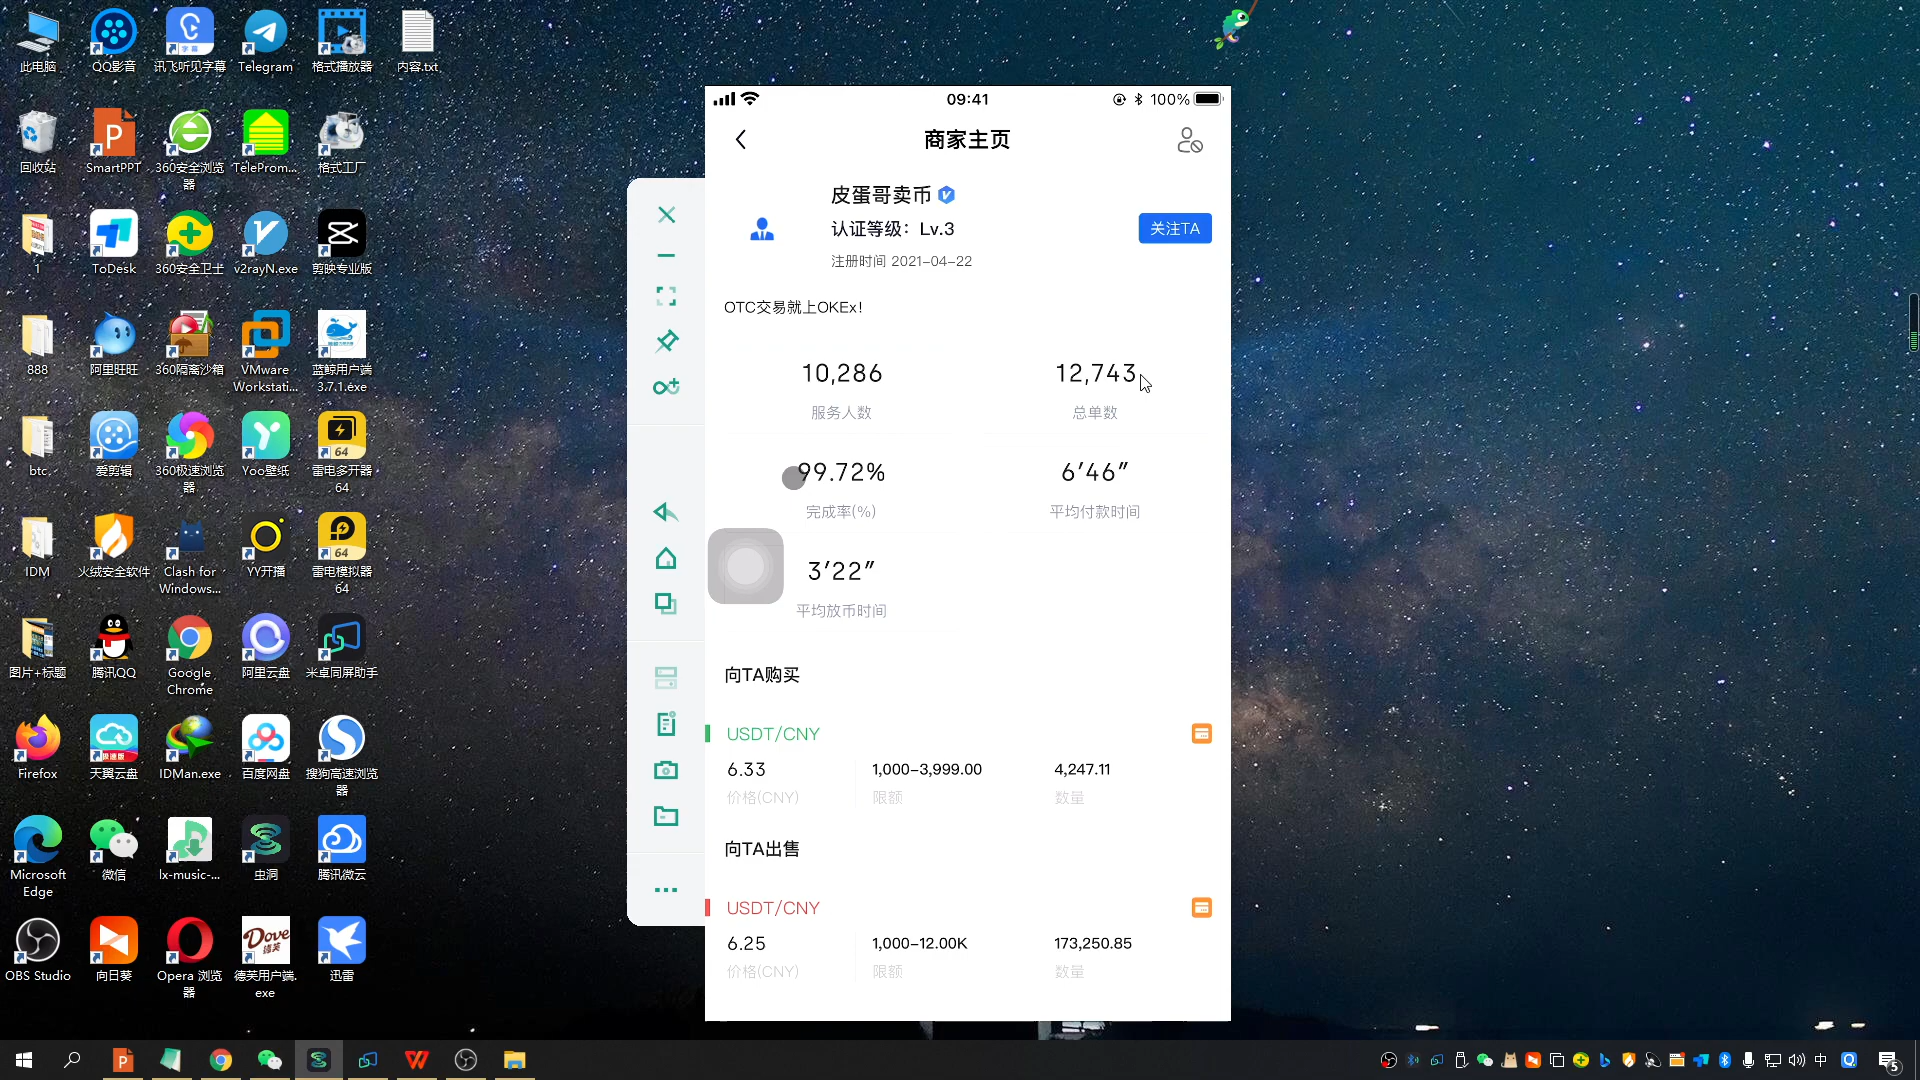 此电脑
QQ影音
讯飞听见字幕
Telegram
格式播放器
内容.txt
回收站
SmartPPT
360安全浏览器
TeleProm...
格式工厂
1
ToDesk
360安全卫士
v2rayN.exe
剪映专业版
888
阿里旺旺
360隔离沙箱
VMware Workstati...
蓝鲸用户端 3.7.1.exe
btc
爱剪辑
360极速浏览器
Yoo壁纸
雷电多开器 64
IDM
火绒安全软件
Clash for Windows...
YY开播
雷电模拟器 64
图片+标题
腾讯QQ
Google Chrome
阿里云盘
米卓同屏助手
Firefox
天翼云盘
IDMan.exe
百度网盘
搜狗高速浏览器
Microsoft Edge
微信
lx-music-...
虫洞
腾讯微云
OBS Studio
向日葵
Opera 浏览器
德芙用户端.exe
迅雷
09:41
100%
商家主页
皮蛋哥卖币
认证等级：Lv.3
关注TA
注册时间 2021-04-22
OTC交易就上OKEx!
10,286
12,743
服务人数
总单数
99.72%
6′46″
完成率(%)
平均付款时间
3′22″
平均放币时间
向TA购买
USDT/CNY
6.33
1,000-3,999.00
4,247.11
价格(CNY)
限额
数量
向TA出售
USDT/CNY
6.25
1,000-12.00K
173,250.85
价格(CNY)
限额
数量
中
5